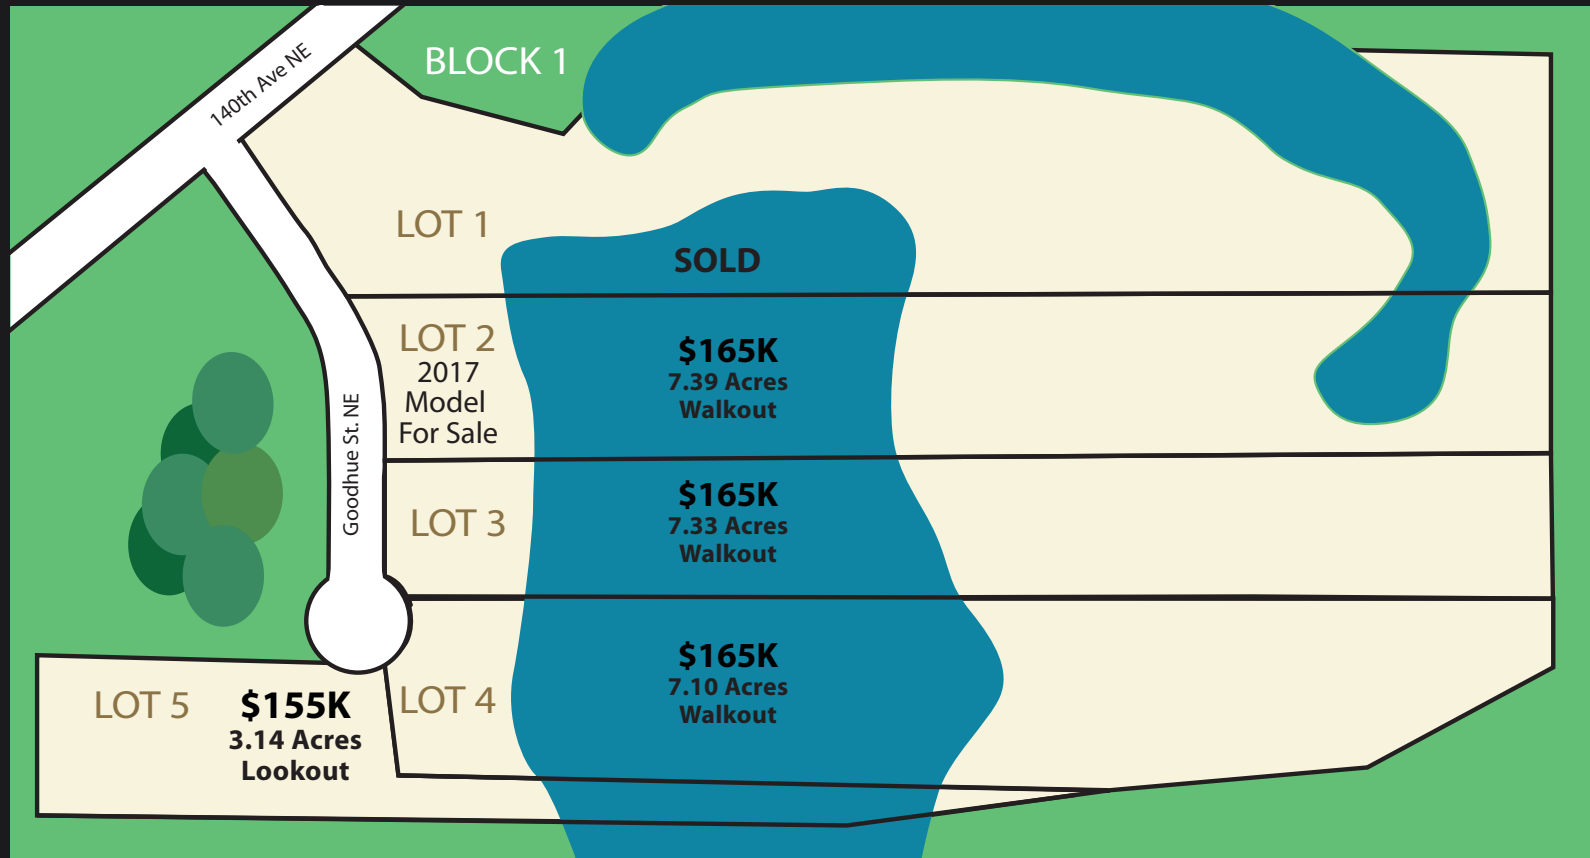 140th Ave NE
BLOCK 1
LOT 1
SOLD
LOT 2
2017
Model
For Sale
$165K
7.39 Acres
Walkout
Goodhue St. NE
LOT 3
$165K
7.33 Acres
Walkout
LOT 4
$165K
7.10 Acres
Walkout
LOT 5
$155K
3.14 Acres
Lookout